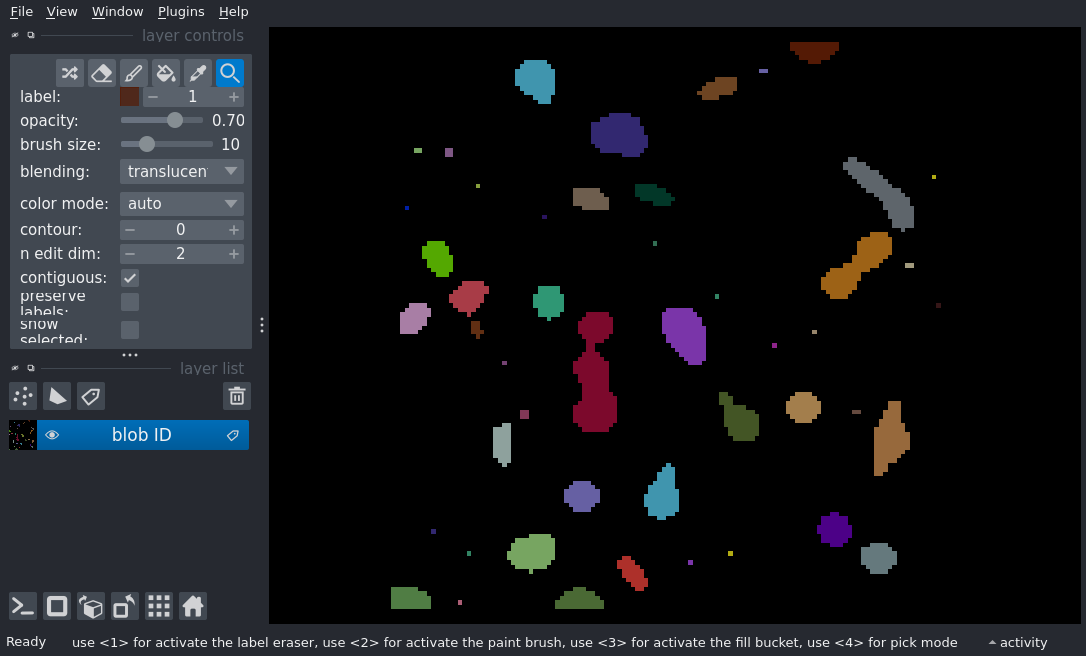 File View Window Plugins Help
layer controls
label: 1
opacity: 0.70
brush size: 10
blending: translucen
color mode: auto
contour: 0
n edit dim: 2
contiguous:
preserve
labels:
show
selected:
layer list
blob ID
Ready use <1> for activate the label eraser, use <2> for activate the paint brush, use <3> for activate the fill bucket, use <4> for pick mode activity